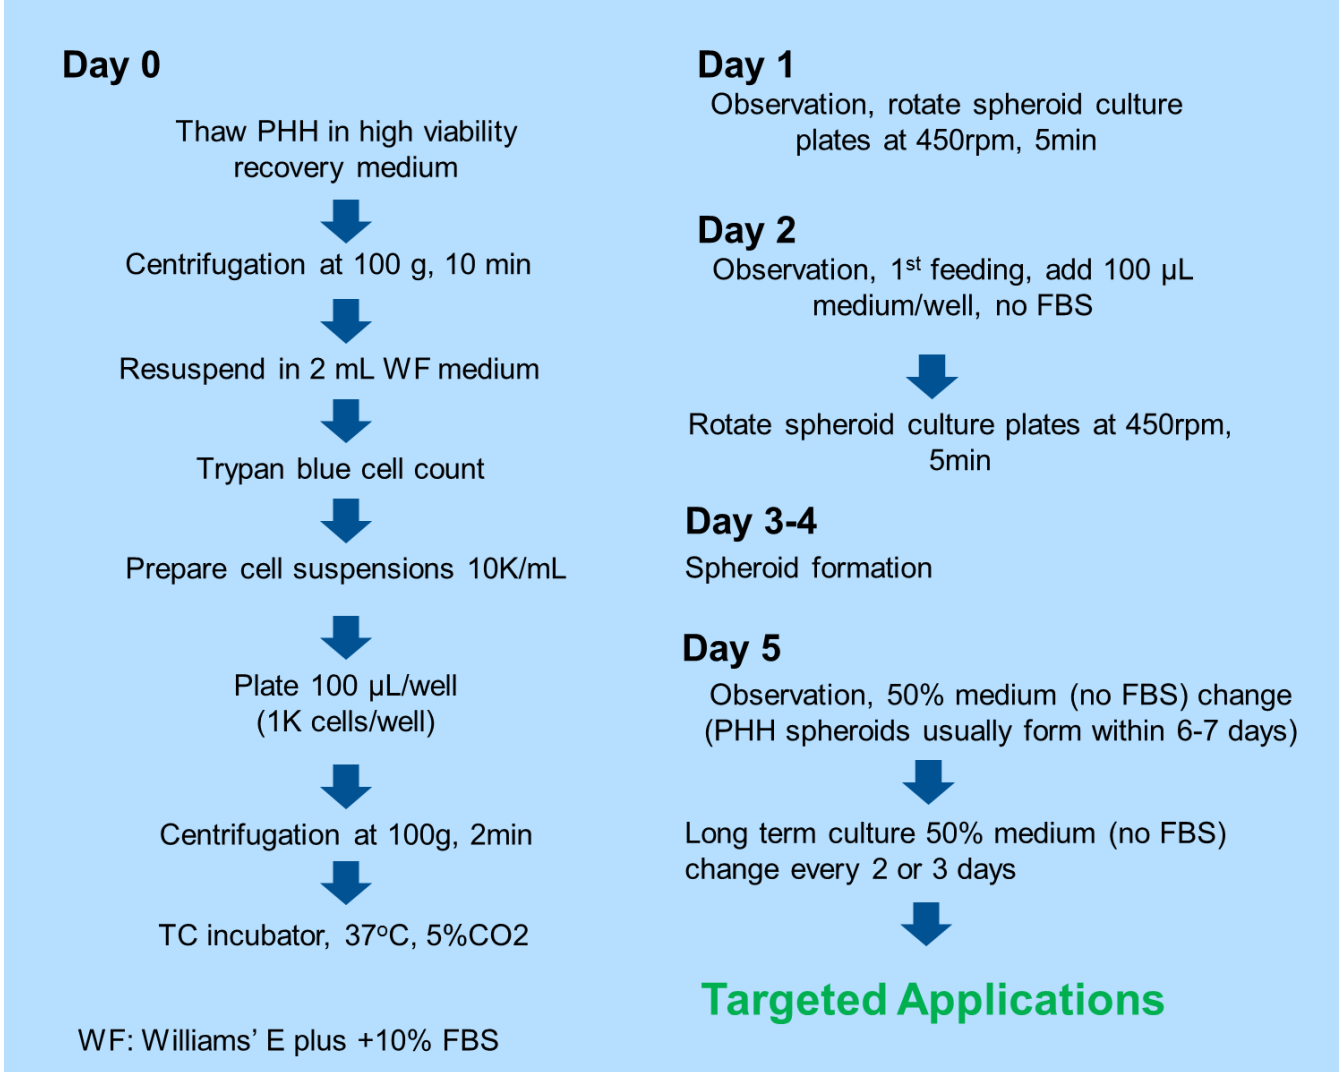 Day 0
Thaw PHH in high viability
recovery medium
Centrifugation at 100 g, 10 min
Resuspend in 2 mL WF medium
Trypan blue cell count
Prepare cell suspensions 10K/mL
Plate 100 µL/well
(1K cells/well)
Centrifugation at 100g, 2min
TC incubator, 37ºC, 5%CO2
WF: Williams’ E plus +10% FBS
Day 1
Observation, rotate spheroid culture
plates at 450rpm, 5min
Day 2
Observation, 1st feeding, add 100 µL
medium/well, no FBS
Rotate spheroid culture plates at 450rpm,
5min
Day 3-4
Spheroid formation
Day 5
Observation, 50% medium (no FBS) change
(PHH spheroids usually form within 6-7 days)
Long term culture 50% medium (no FBS)
change every 2 or 3 days
Targeted Applications